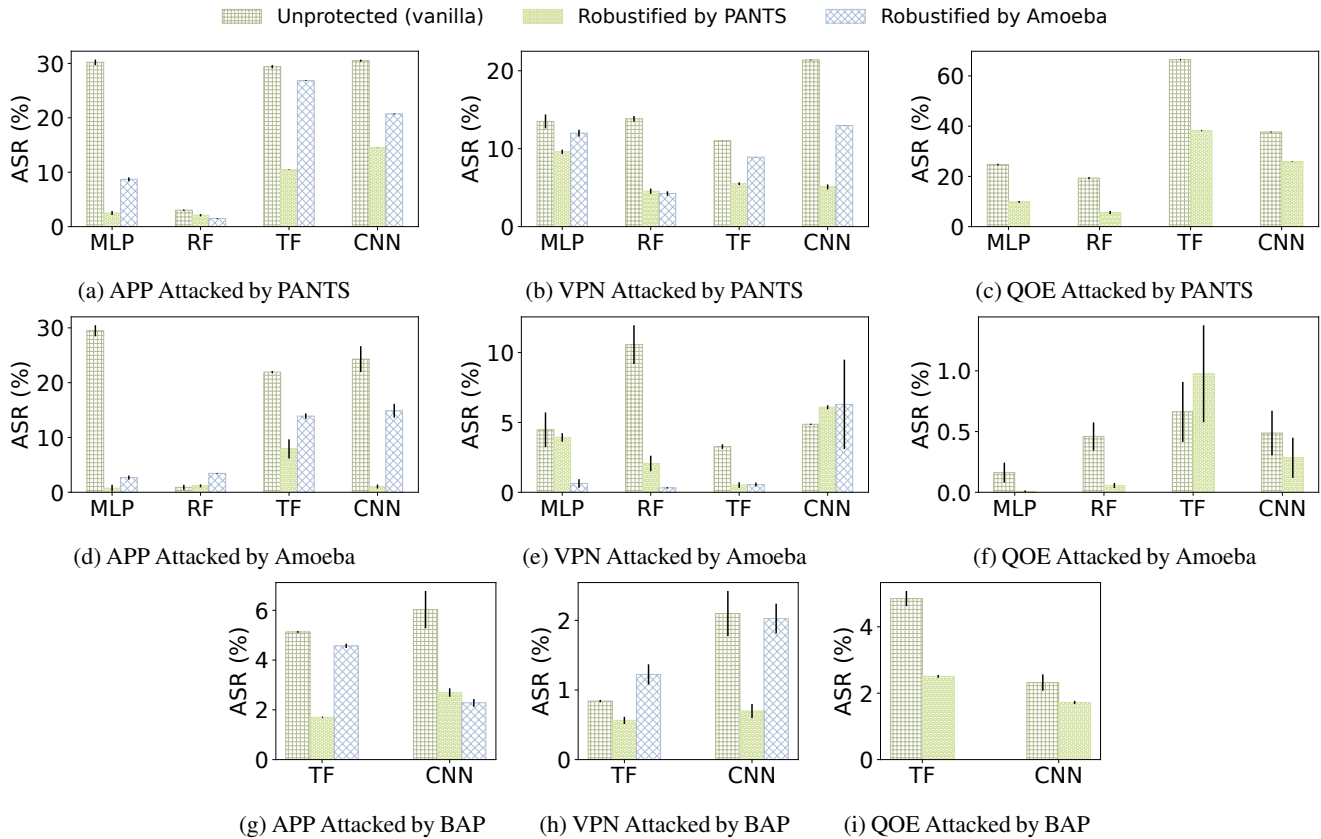 Unprotected (vanilla) Robustified by PANTS Robustified by Amoeba
ASR (%)
30
20
10
0
MLP RF TF CNN
(a) APP Attacked by PANTS
ASR (%)
20
10
0
MLP RF TF CNN
(b) VPN Attacked by PANTS
ASR (%)
60
40
20
0
MLP RF TF CNN
(c) QOE Attacked by PANTS
ASR (%)
30
20
10
0
MLP RF TF CNN
(d) APP Attacked by Amoeba
ASR (%)
10
5
0
MLP RF TF CNN
(e) VPN Attacked by Amoeba
ASR (%)
1.0
0.5
0.0
MLP RF TF CNN
(f) QOE Attacked by Amoeba
ASR (%)
6
4
2
0
TF CNN
(g) APP Attacked by BAP
ASR (%)
2
1
0
TF CNN
(h) VPN Attacked by BAP
ASR (%)
4
2
0
TF CNN
(i) QOE Attacked by BAP